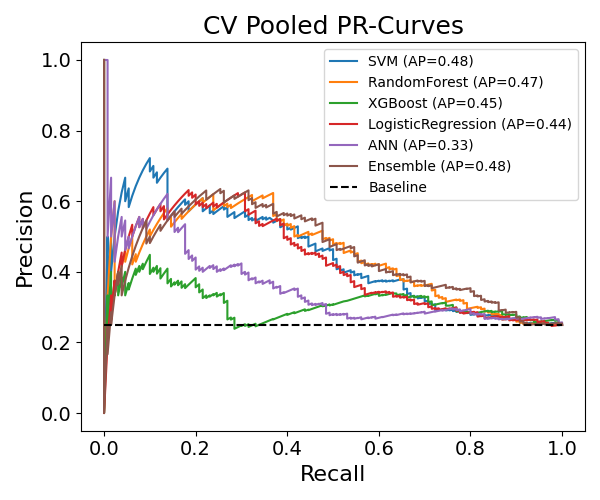 CV Pooled PR-Curves
SVM (AP=0.48)
RandomForest (AP=0.47)
XGBoost (AP=0.45)
LogisticRegression (AP=0.44)
ANN (AP=0.33)
Ensemble (AP=0.48)
Baseline
Precision
1.0
0.8
0.6
0.4
0.2
0.0
0.0 0.2 0.4 0.6 0.8 1.0
Recall